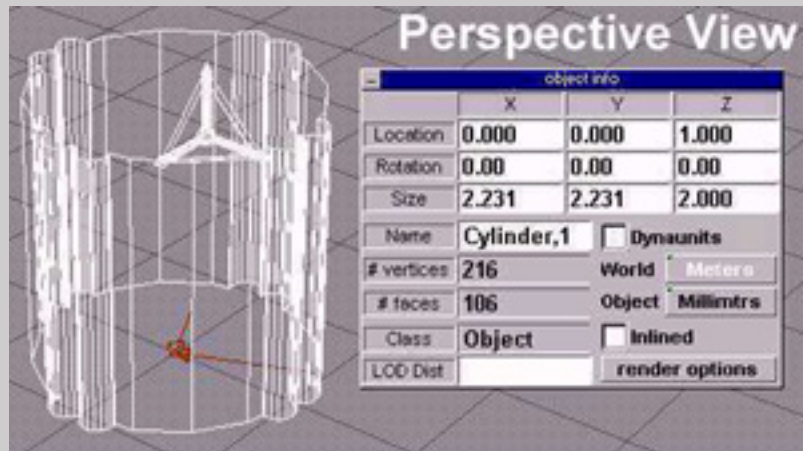 Perspective View
object info
X Y Z
Location 0.000 0.000 1.000
Rotation 0.00 0.00 0.00
Size 2.231 2.231 2.000
Name Cylinder,1 Dynaunits
# vertices 216 World Meters
# faces 106 Object Millimtrs
Class Object Inlined
LOD Dist render options